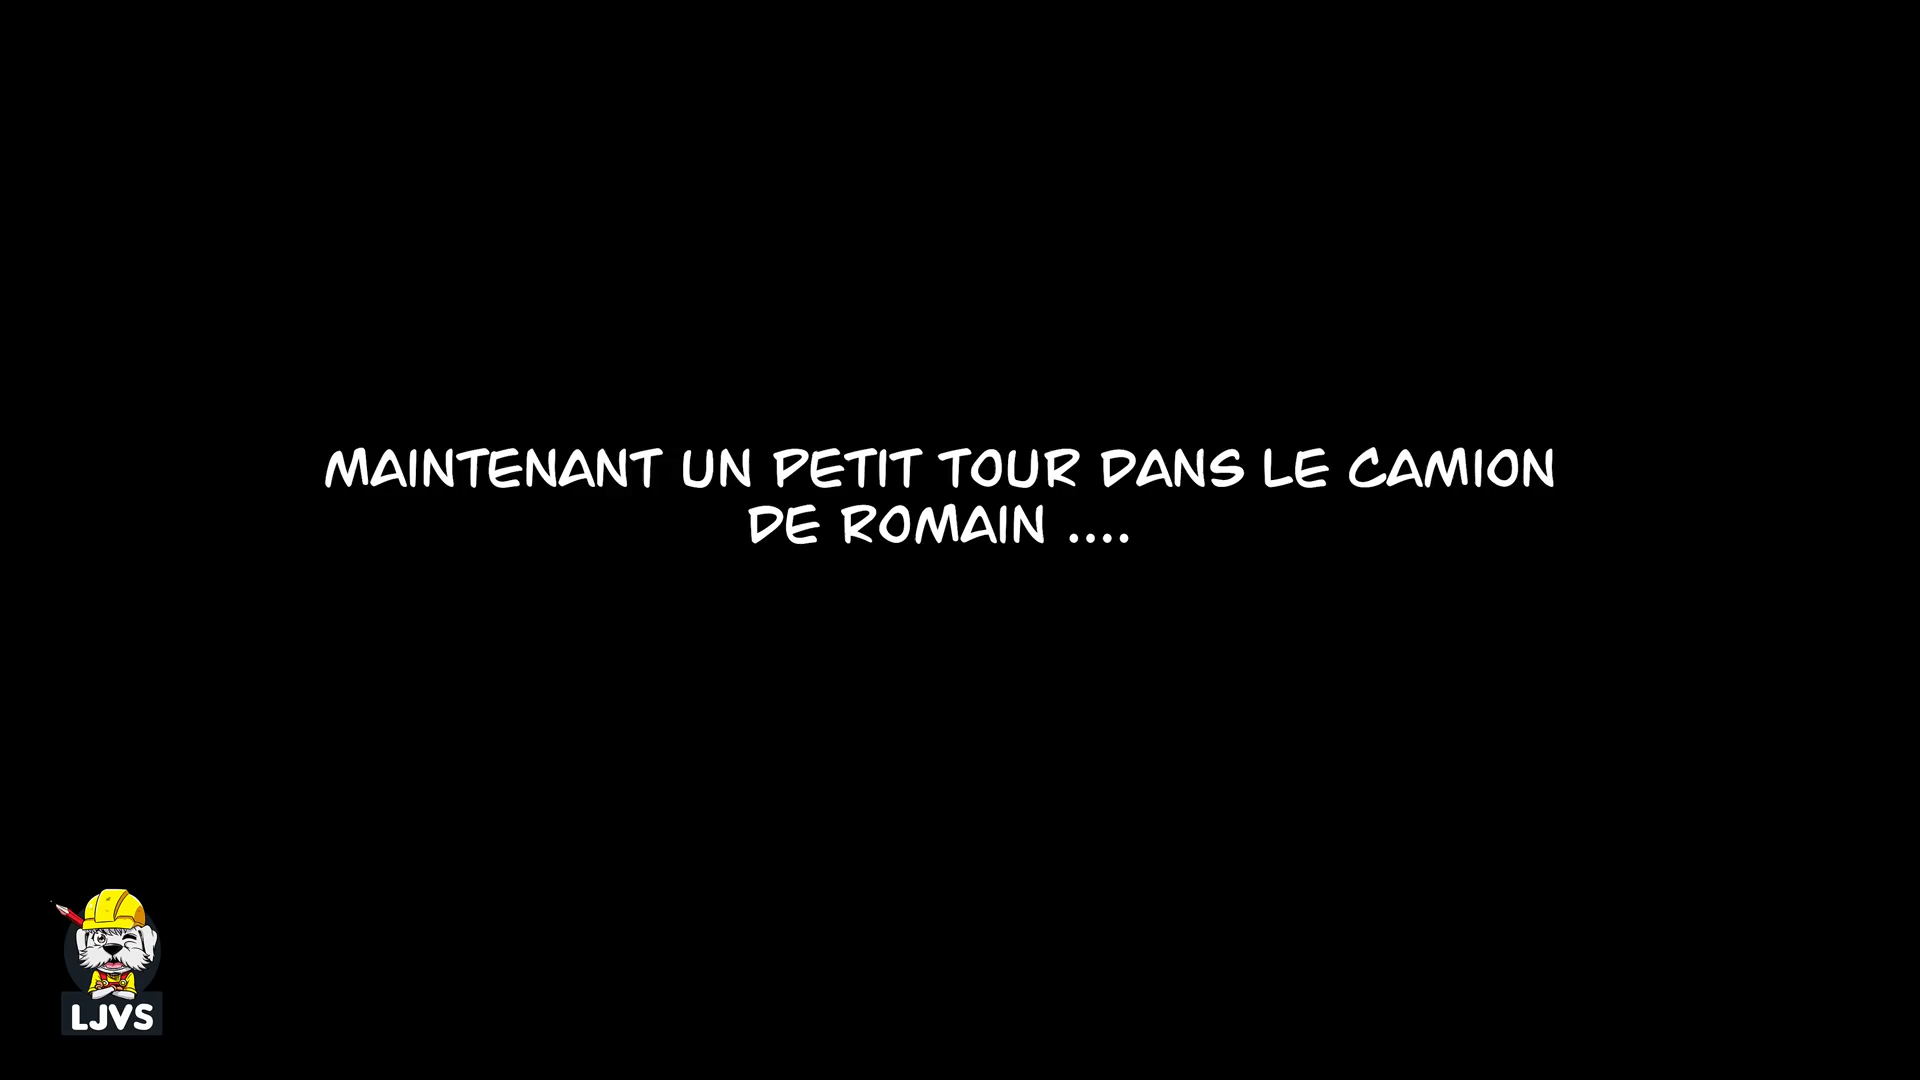 MAINTENANT UN PETIT TOUR DANS LE CAMION
DE ROMAIN ....
LJVS